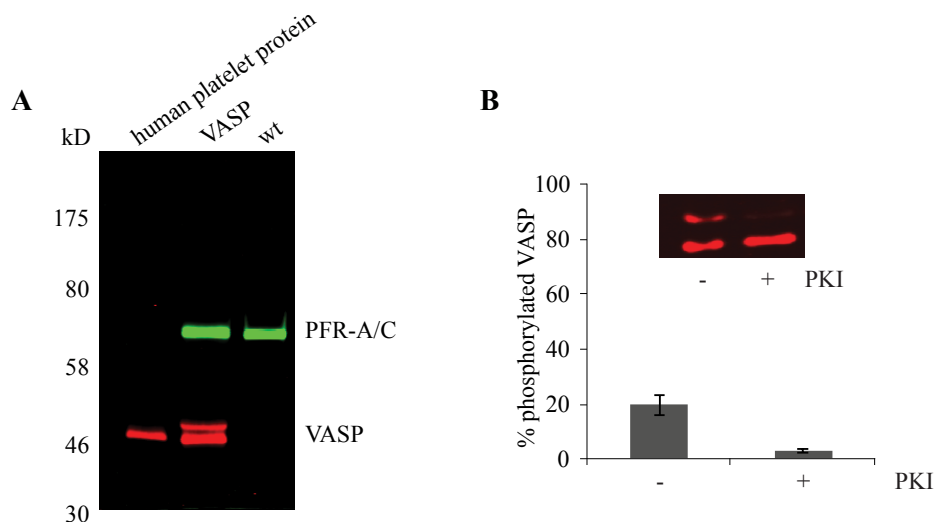 A
human platelet protein
VASP
wt
kD
175
80
58
46
30
PFR-A/C
VASP
B
% phosphorylated VASP
100
80
60
40
20
0
- + PKI
- + PKI